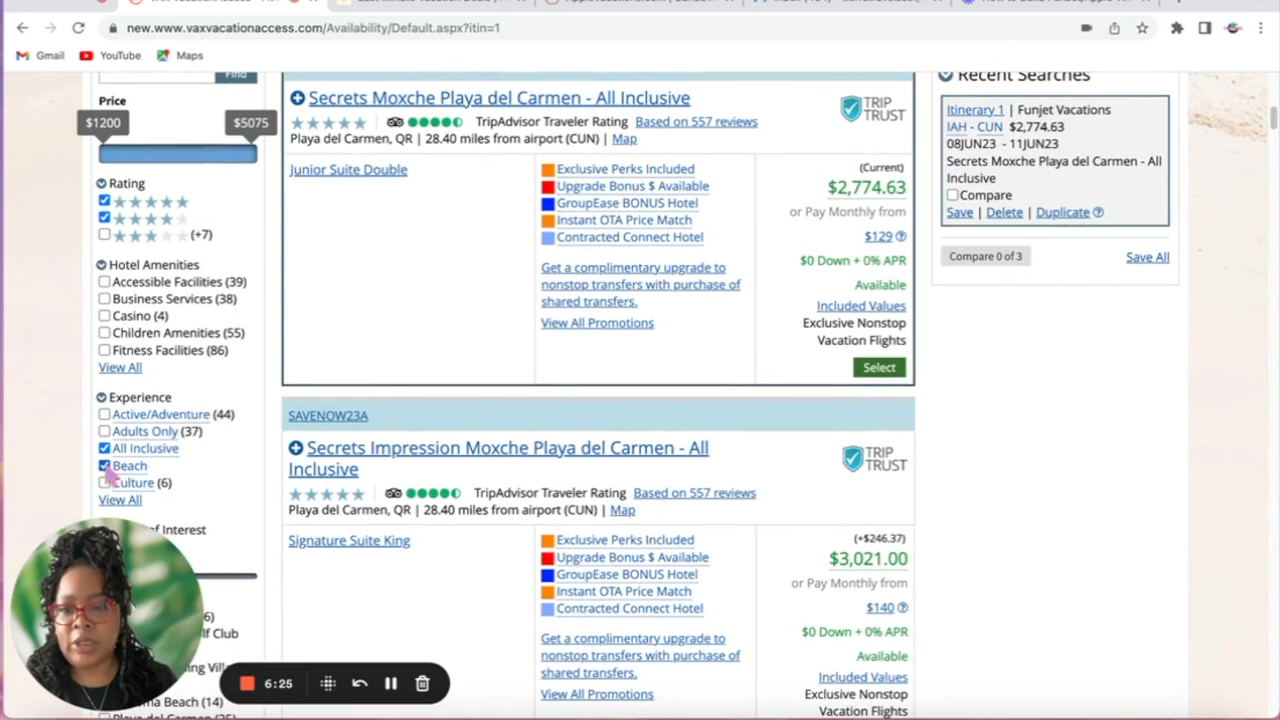 new.www.vaxvacationaccess.com/Availability/Default.aspx?itin=1
Gmail
YouTube
Maps
Find
Price
$1200
$5075
Rating
(+7)
Hotel Amenities
Accessible Facilities (39)
Business Services (38)
Casino (4)
Children Amenities (55)
Fitness Facilities (86)
View All
Experience
Active/Adventure (44)
Adults Only (37)
All Inclusive
Beach
Culture (6)
View All
of Interest
6)
lf Club
ng Villa
ma Beach (14)
Playa del Carmen (35)
6:25
Secrets Moxche Playa del Carmen - All Inclusive
TRIP
TRUST
TripAdvisor Traveler Rating Based on 557 reviews
Playa del Carmen, QR | 28.40 miles from airport (CUN) | Map
Junior Suite Double
Exclusive Perks Included
Upgrade Bonus $ Available
GroupEase BONUS Hotel
Instant OTA Price Match
Contracted Connect Hotel
Get a complimentary upgrade to
nonstop transfers with purchase of
shared transfers.
View All Promotions
(Current)
$2,774.63
or Pay Monthly from
$129
$0 Down + 0% APR
Available
Included Values
Exclusive Nonstop
Vacation Flights
Select
SAVENOW23A
Secrets Impression Moxche Playa del Carmen - All
Inclusive
TRIP
TRUST
TripAdvisor Traveler Rating Based on 557 reviews
Playa del Carmen, QR | 28.40 miles from airport (CUN) | Map
Signature Suite King
Exclusive Perks Included
Upgrade Bonus $ Available
GroupEase BONUS Hotel
Instant OTA Price Match
Contracted Connect Hotel
Get a complimentary upgrade to
nonstop transfers with purchase of
shared transfers.
View All Promotions
(+$246.37)
$3,021.00
or Pay Monthly from
$140
$0 Down + 0% APR
Available
Included Values
Exclusive Nonstop
Vacation Flights
Recent Searches
Itinerary 1 | Funjet Vacations
IAH - CUN $2,774.63
08JUN23 - 11JUN23
Secrets Moxche Playa del Carmen - All
Inclusive
Compare
Save | Delete | Duplicate
Compare 0 of 3
Save All